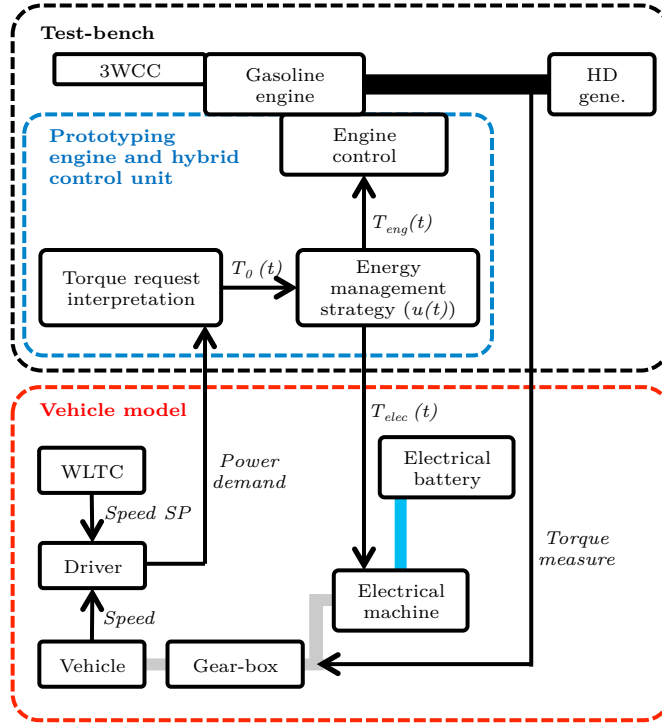 Test-bench
3WCC
Gasoline
engine
HD
gene.
Prototyping
engine and hybrid
control unit
Engine
control
T_eng(t)
Torque request
interpretation
T_0 (t)
Energy
management
strategy (u(t))
Vehicle model
T_elec (t)
WLTC
Power
demand
Electrical
battery
Speed SP
Driver
Torque
measure
Electrical
machine
Speed
Vehicle
Gear-box